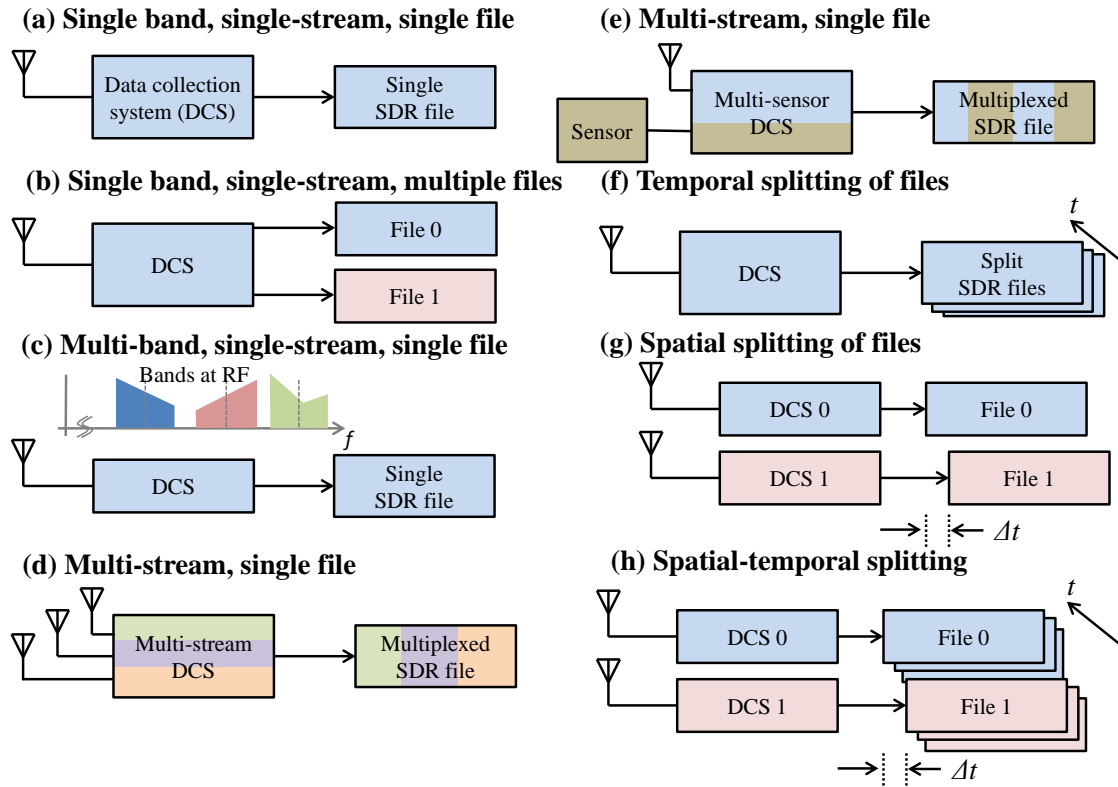 (a) Single band, single-stream, single file
Data collection
system (DCS)
Single
SDR file
(b) Single band, single-stream, multiple files
DCS
File 0
File 1
(c) Multi-band, single-stream, single file
Bands at RF
f
DCS
Single
SDR file
(d) Multi-stream, single file
Multi-stream
DCS
Multiplexed
SDR file
(e) Multi-stream, single file
Sensor
Multi-sensor
DCS
Multiplexed
SDR file
(f) Temporal splitting of files
t
DCS
Split
SDR files
(g) Spatial splitting of files
DCS 0
File 0
DCS 1
File 1
Δt
(h) Spatial-temporal splitting
t
DCS 0
File 0
DCS 1
File 1
Δt